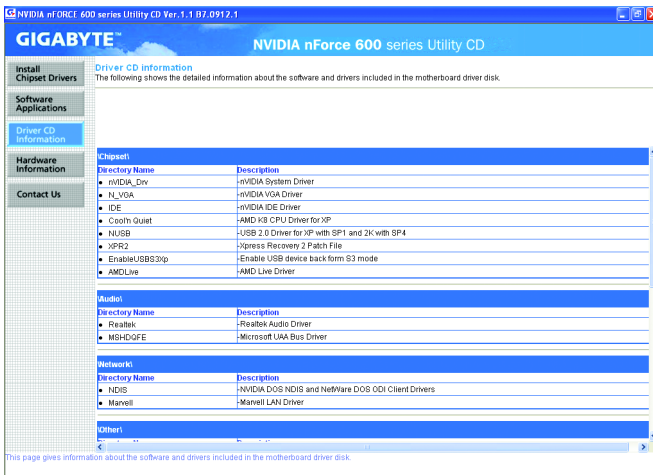 NVIDIA nFORCE 600 series Utility CD Ver.1.1 B7.0912.1
GIGABYTE™
NVIDIA nForce 600 series Utility CD
Install
Chipset Drivers
Software
Applications
Driver CD
Information
Hardware
Information
Contact Us
Driver CD information
The following shows the detailed information about the software and drivers included in the motherboard driver disk.
\Chipset\
Directory Name Description
• nVIDIA_Drv -nVIDIA System Driver
• N_VGA -nVIDIA VGA Driver
• IDE -nVIDIA IDE Driver
• Cool'n Quiet -AMD K8 CPU Driver for XP
• NUSB -USB 2.0 Driver for XP with SP1 and 2K with SP4
• XPR2 -Xpress Recovery 2 Patch File
• EnableUSBS3Xp -Enable USB device back form S3 mode
• AMDLive -AMD Live Driver
\Audio\
Directory Name Description
• Realtek -Realtek Audio Driver
• MSHDQFE -Microsoft UAA Bus Driver
\Network\
Directory Name Description
• NDIS -NVIDIA DOS NDIS and NetWare DOS ODI Client Drivers
• Marvell -Marvell LAN Driver
\Other\
This page gives information about the software and drivers included in the motherboard driver disk.